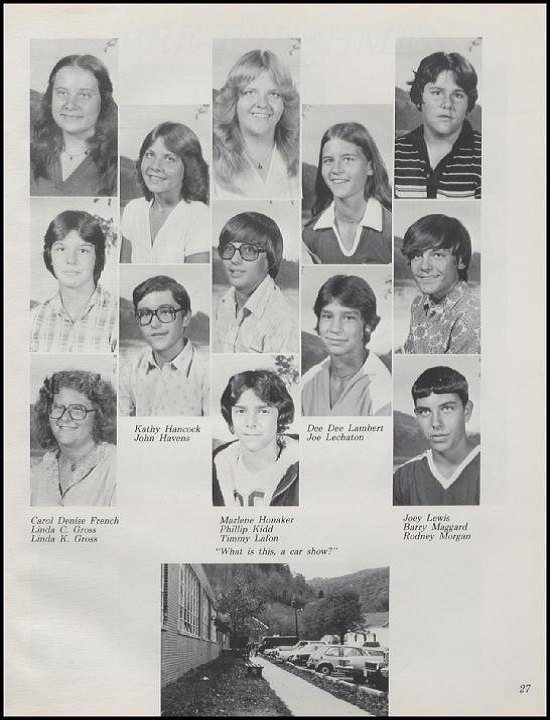 Kathy Hancock
John Havens
Dee Dee Lambert
Joe Lechaton
Carol Denise French
Linda C. Gross
Linda K. Gross
Marlene Honaker
Phillip Kidd
Timmy Lafon
Joey Lewis
Barry Maggard
Rodney Morgan
"What is this, a car show?"
27